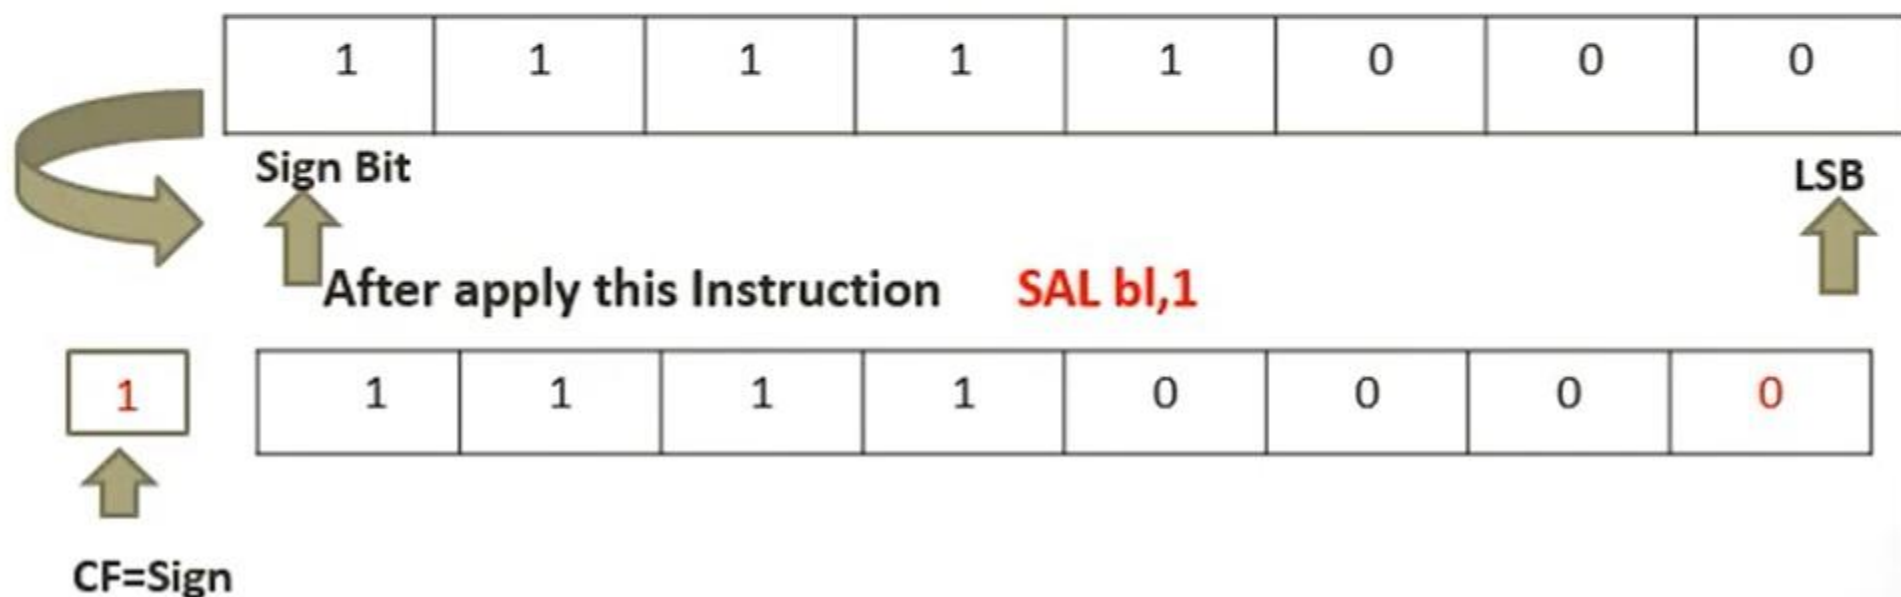 1 1 1 1 1 0 0 0
Sign Bit LSB
After apply this Instruction SAL bl,1
1 1 1 1 1 0 0 0 0
CF=Sign